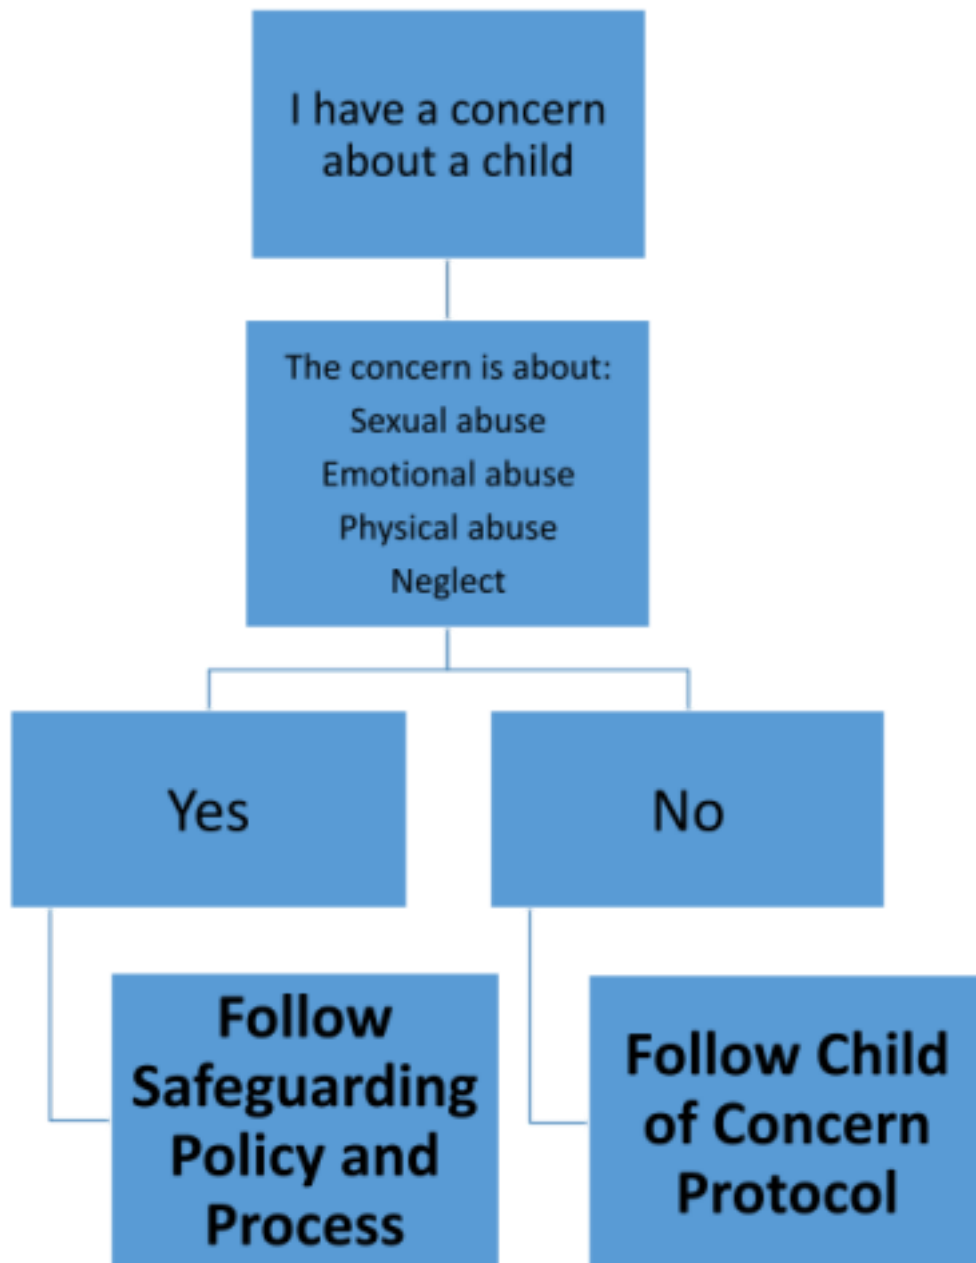 I have a concern
about a child
The concern is about:
Sexual abuse
Emotional abuse
Physical abuse
Neglect
Yes
No
Follow
Safeguarding
Policy and
Process
Follow Child
of Concern
Protocol